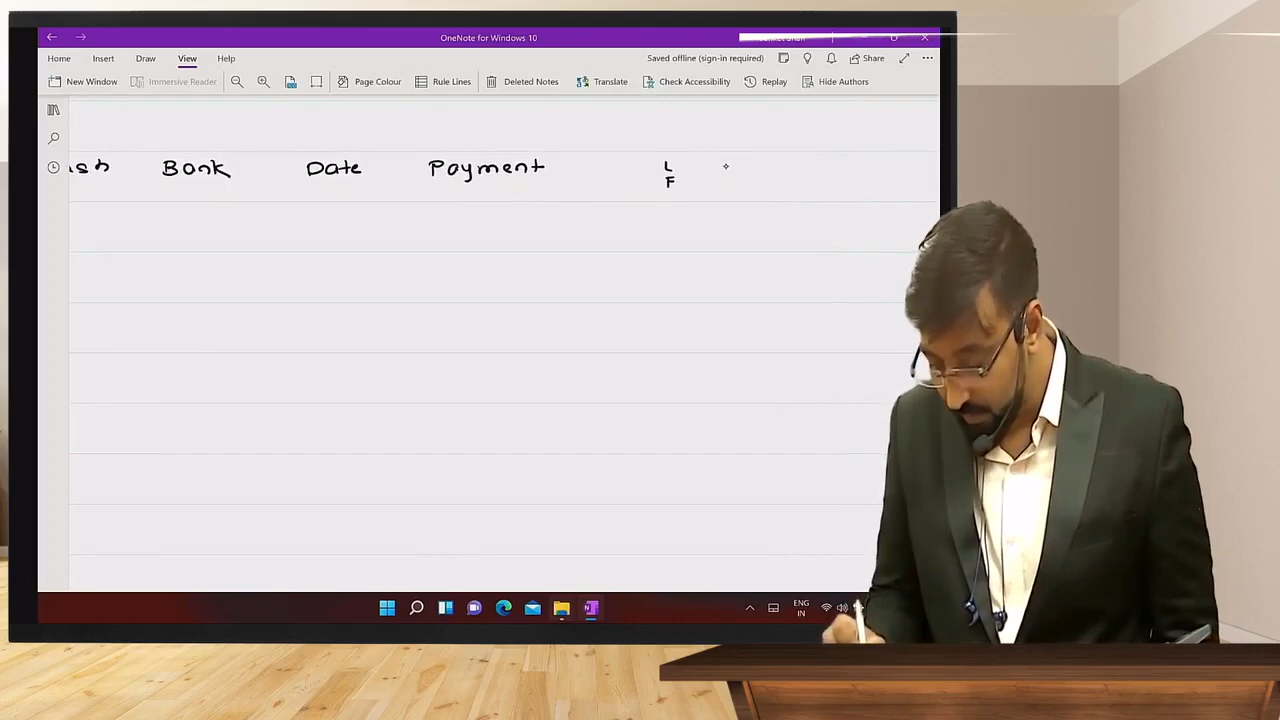 OneNote for Windows 10
Home Insert Draw View Help
Saved offline (sign-in required) Share
New Window Immersive Reader Page Colour Rule Lines Deleted Notes Translate Check Accessibility Replay Hide Authors
Bank Date Payment L
F
ENG
IN